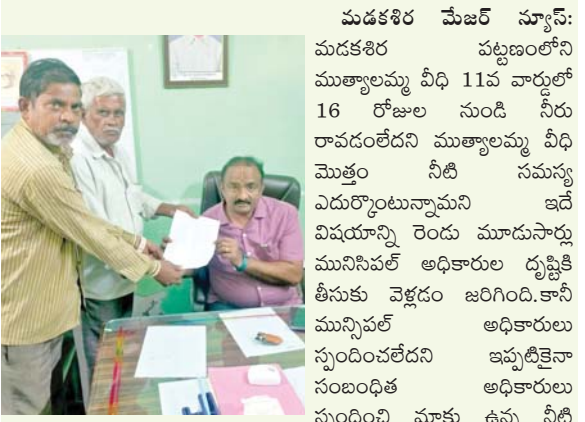 మడకశిర మేజర్ న్యూస్:
మడకశిర పట్టణంలోని
ముత్యాలమ్మ వీధి 11వ వార్డులో
16 రోజుల నుండి నీరు
రావడంలేదని ముత్యాలమ్మ వీధి
మొత్తం నీటి సమస్య
ఎదుర్కొంటున్నామని ఇదే
విషయాన్ని రెండు మూడుసార్లు
మునిసిపల్ అధికారుల దృష్టికి
తీసుకు వెళ్లడం జరిగింది.కానీ
మున్సిపల్ అధికారులు
స్పందించలేదని ఇప్పటికైనా
సంబంధిత అధికారులు
స్పందించి మాకు ఉన్న నీటి